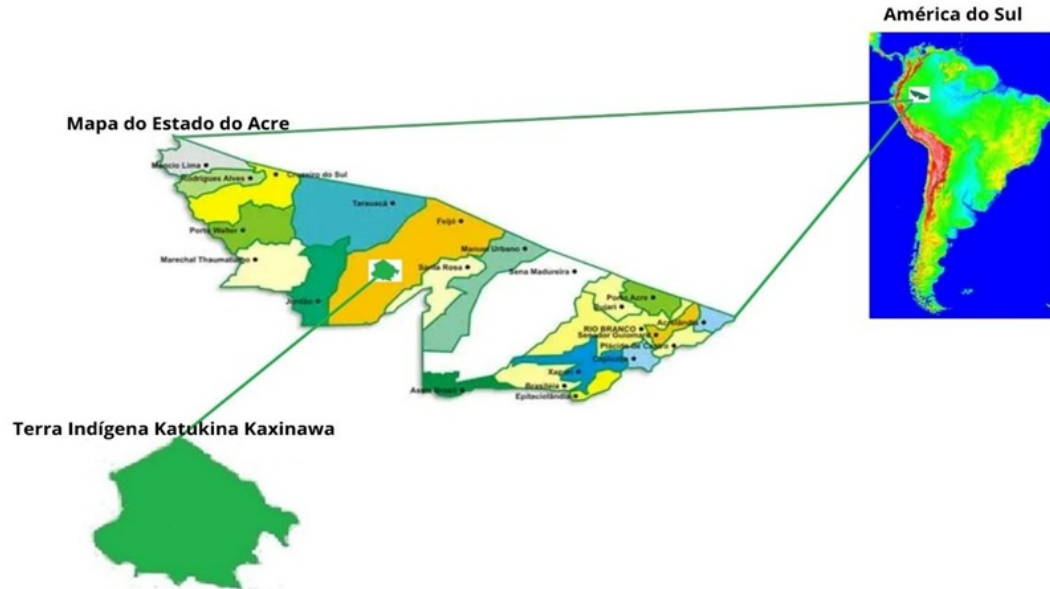 América do Sul
Mapa do Estado do Acre
Mâncio Lima
Rodrigues Alves
Cruzeiro do Sul
Tarauacá
Feijó
Porto Walter
Manuel Urbano
Marechal Thaumaturgo
Santa Rosa
Sena Madureira
Jordão
Porto Acre
Bujari
Acrelândia
RIO BRANCO
Senador Guiomard
Plácido de Castro
Capixaba
Xapuri
Assis Brasil
Brasiléia
Epitaciolândia
Terra Indígena Katukina Kaxinawa